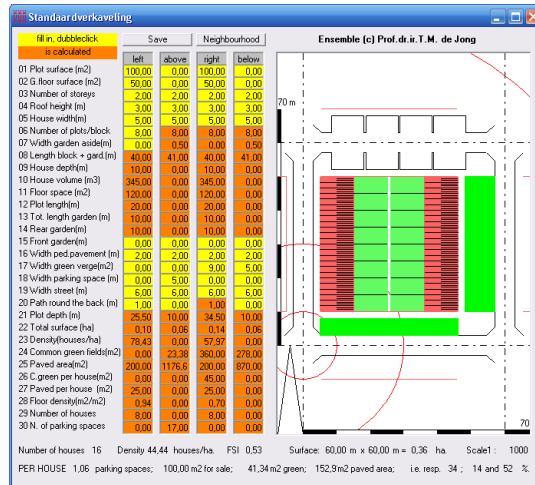 Standaardverkaveling
fill in, dubbleclick Save Neighbourhood Ensemble (c) Prof.dr.ir.T.M. de Jong
is calculated left above right below
01 Plot surface (m2) 100,00 0,00 100,00 0,00
02 G.floor surface (m2) 50,00 0,00 50,00 0,00
03 Number of storeys 2,00 2,00 2,00 2,00
04 Roof height (m) 3,00 3,00 3,00 3,00
05 House width(m) 5,00 5,00 5,00 5,00
06 Number of plots/block 8,00 8,00 8,00 8,00
07 Width garden aside(m) 0,00 0,50 0,00 0,50
08 Length block + gard.(m) 40,00 41,00 40,00 41,00
09 House depth(m) 10,00 0,00 10,00 0,00
10 House volume (m3) 345,00 0,00 345,00 0,00
11 Floor space (m2) 120,00 0,00 120,00 0,00
12 Plot length(m) 20,00 0,00 20,00 0,00
13 Tot. length garden (m) 10,00 0,00 10,00 0,00
14 Rear garden(m) 10,00 0,00 10,00 0,00
15 Front garden(m) 0,00 0,00 0,00 0,00
16 Width ped.pavement (m) 2,00 2,00 2,00 2,00
17 Width green verge(m2) 0,00 0,00 9,00 5,00
18 Width parking space (m) 0,00 5,00 0,00 0,00
19 Width street (m) 6,00 6,00 6,00 6,00
20 Path round the back (m) 1,00 0,00 1,00 0,00
21 Plot depth (m) 25,50 10,00 34,50 10,00
22 Total surface (ha) 0,10 0,06 0,14 0,06
23 Density(houses/ha) 78,43 0,00 57,97 0,00
24 Common green fields(m2) 0,00 23,38 360,00 278,00
25 Paved area(m2) 200,00 1176,6 200,00 870,00
26 C.green per house(m2) 0,00 0,00 45,00 0,00
27 Paved per house (m2) 25,00 0,00 25,00 0,00
28 Floor density(m2/m2) 0,94 0,00 0,70 0,00
29 Number of houses 8,00 0,00 8,00 0,00
30 N. of parking spaces 0,00 17,00 0,00 0,00
70 m
70
Number of houses 16 Density 44,44 houses/ha. FSI 0,53 Surface: 60,00 m x 60,00 m = 0,36 ha. Scale1 : 1000
PER HOUSE 1,06 parking spaces; 100,00 m2 for sale; 41,34 m2 green; 152,9 m2 paved area; i.e. resp. 34 ; 14 and 52 %.